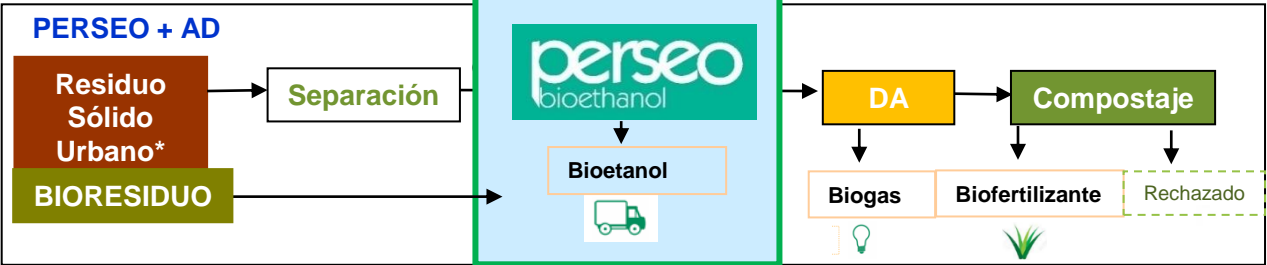 PERSEO + AD
Residuo
Sólido
Urbano*
BIORESIDUO
Separación
perseo
bioethanol
Bioetanol
DA
Compostaje
Biogas
Biofertilizante
Rechazado